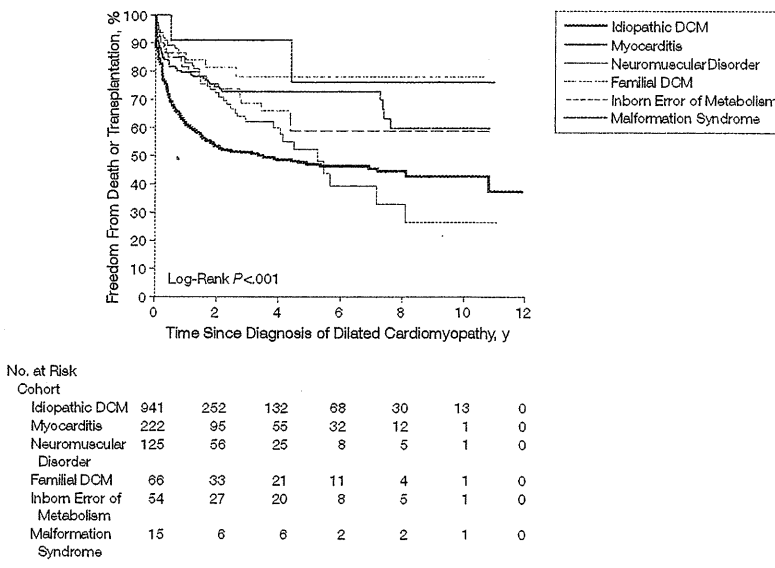 Freedom From Death or Transplantation, %
100
90
80
70
60
50
40
30
20
10
0
Log-Rank P<.001
0 2 4 6 8 10 12
Time Since Diagnosis of Dilated Cardiomyopathy, y
Idiopathic DCM
Myocarditis
Neuromuscular Disorder
Familial DCM
Inborn Error of Metabolism
Malformation Syndrome
No. at Risk
Cohort
Idiopathic DCM 941 252 132 68 30 13 0
Myocarditis 222 95 55 32 12 1 0
Neuromuscular 125 56 25 8 5 1 0
Disorder
Familial DCM 66 33 21 11 4 1 0
Inborn Error of 54 27 20 8 5 1 0
Metabolism
Malformation 15 6 6 2 2 1 0
Syndrome